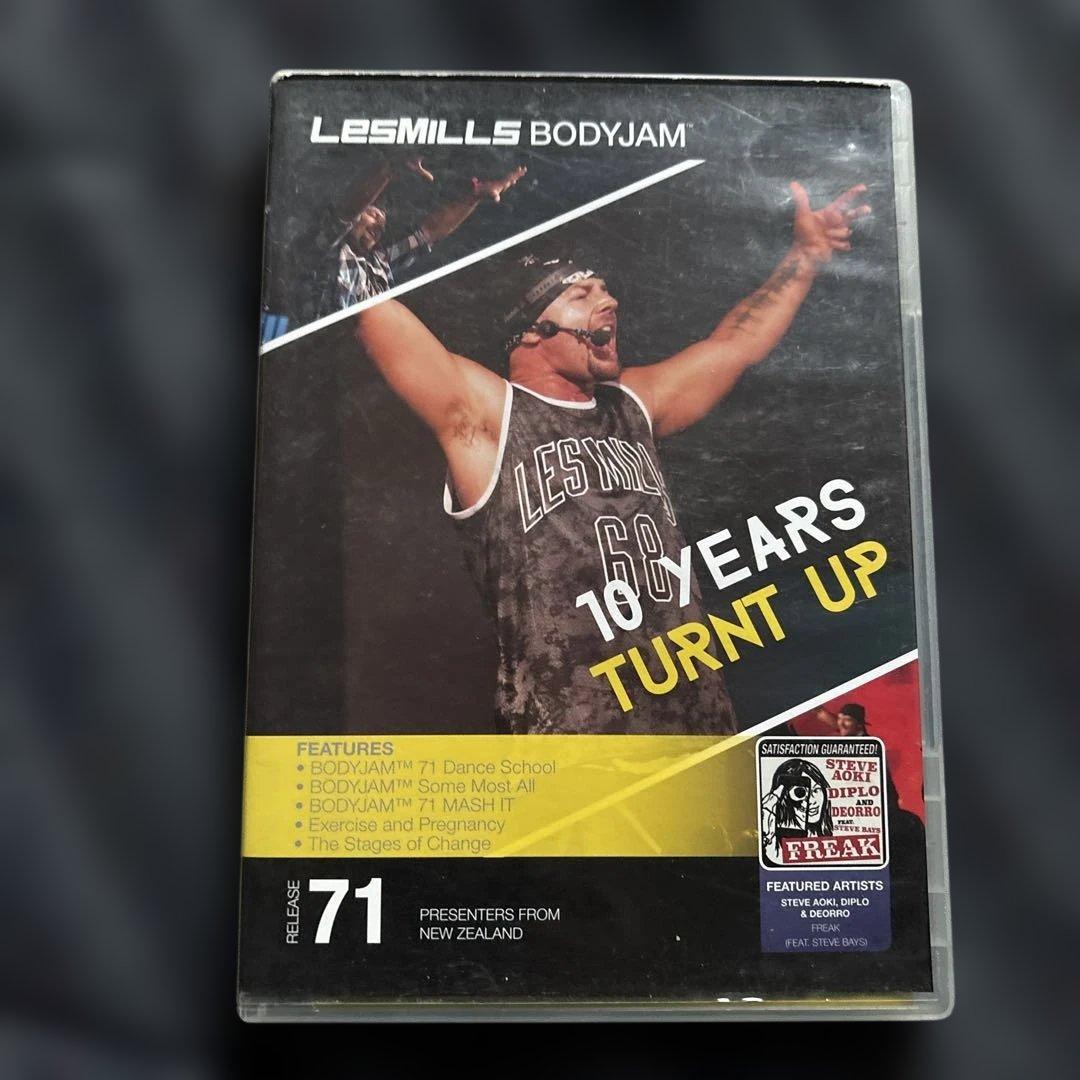 LESMILLS BODYJAM™
LES MILLS
68
10 YEARS
TURNT UP
FEATURES
• BODYJAM™ 71 Dance School
• BODYJAM™ Some Most All
• BODYJAM™ 71 MASH IT
• Exercise and Pregnancy
• The Stages of Change
SATISFACTION GUARANTEED!
STEVE
AOKI
DIPLO
AND
DEORRO
FEAT.
STEVE BAYS
FREAK
RELEASE
71
PRESENTERS FROM
NEW ZEALAND
FEATURED ARTISTS
STEVE AOKI, DIPLO
& DEORRO
FREAK
(FEAT. STEVE BAYS)